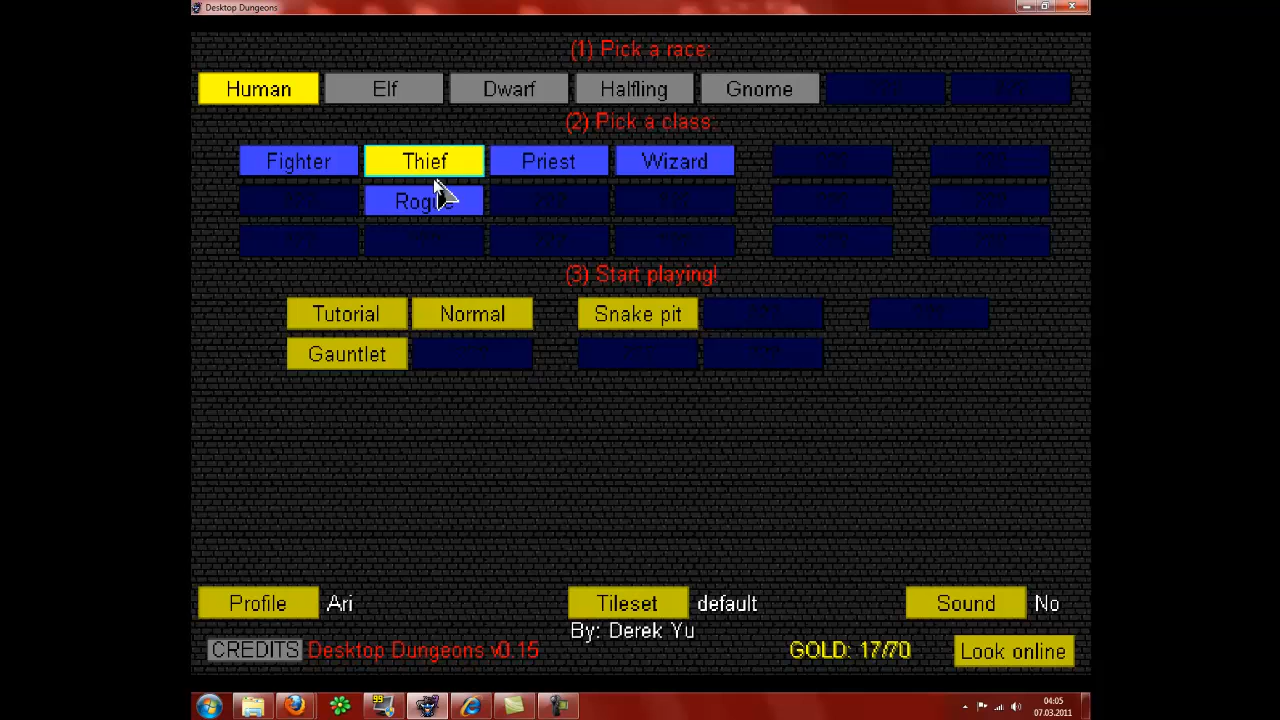 Desktop Dungeons
(1) Pick a race:
Human Elf Dwarf Halfling Gnome
(2) Pick a class:
Fighter Thief Priest Wizard
Rogue
(3) Start playing!
Tutorial Normal Snake pit
Gauntlet
Profile Ari Tileset default Sound No
By: Derek Yu
CREDITS Desktop Dungeons v0.15 GOLD: 17/70 Look online
99
04:05
07.03.2011